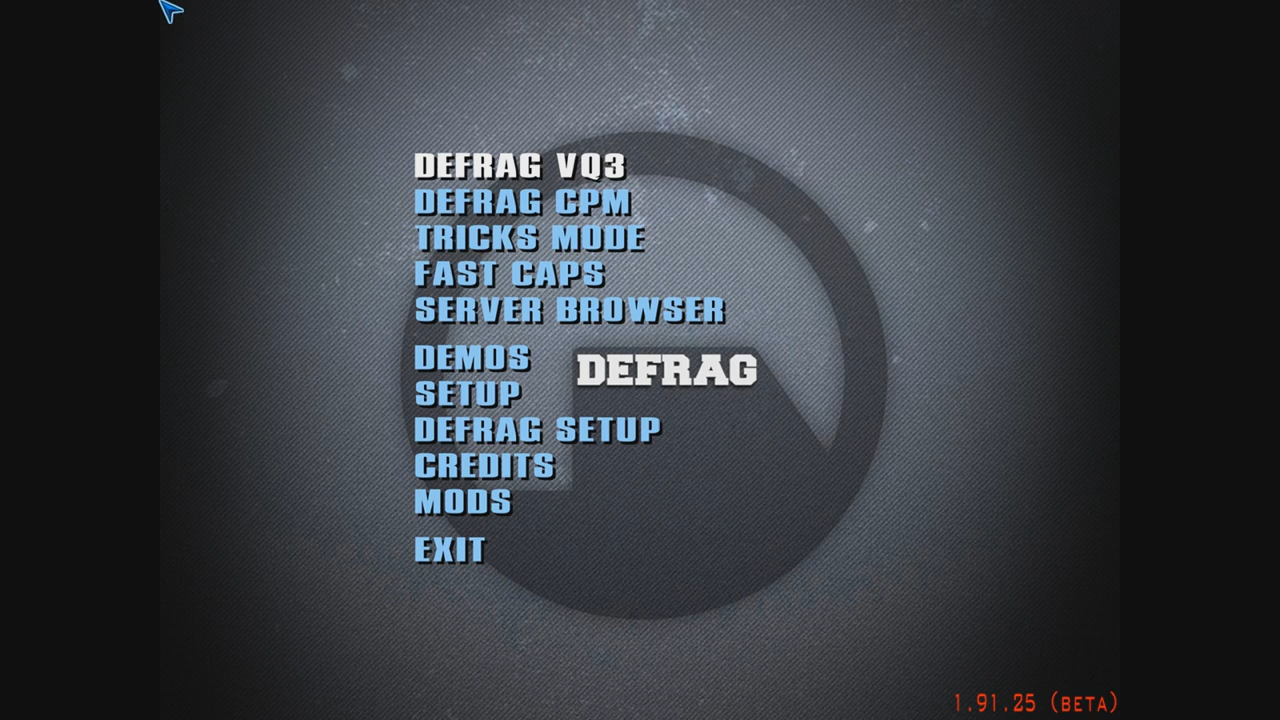 DEFRAG VQ3
DEFRAG CPM
TRICKS MODE
FAST CAPS
SERVER BROWSER
DEMOS
DEFRAG
SETUP
DEFRAG SETUP
CREDITS
MODS
EXIT
1.91.25 (BETA)